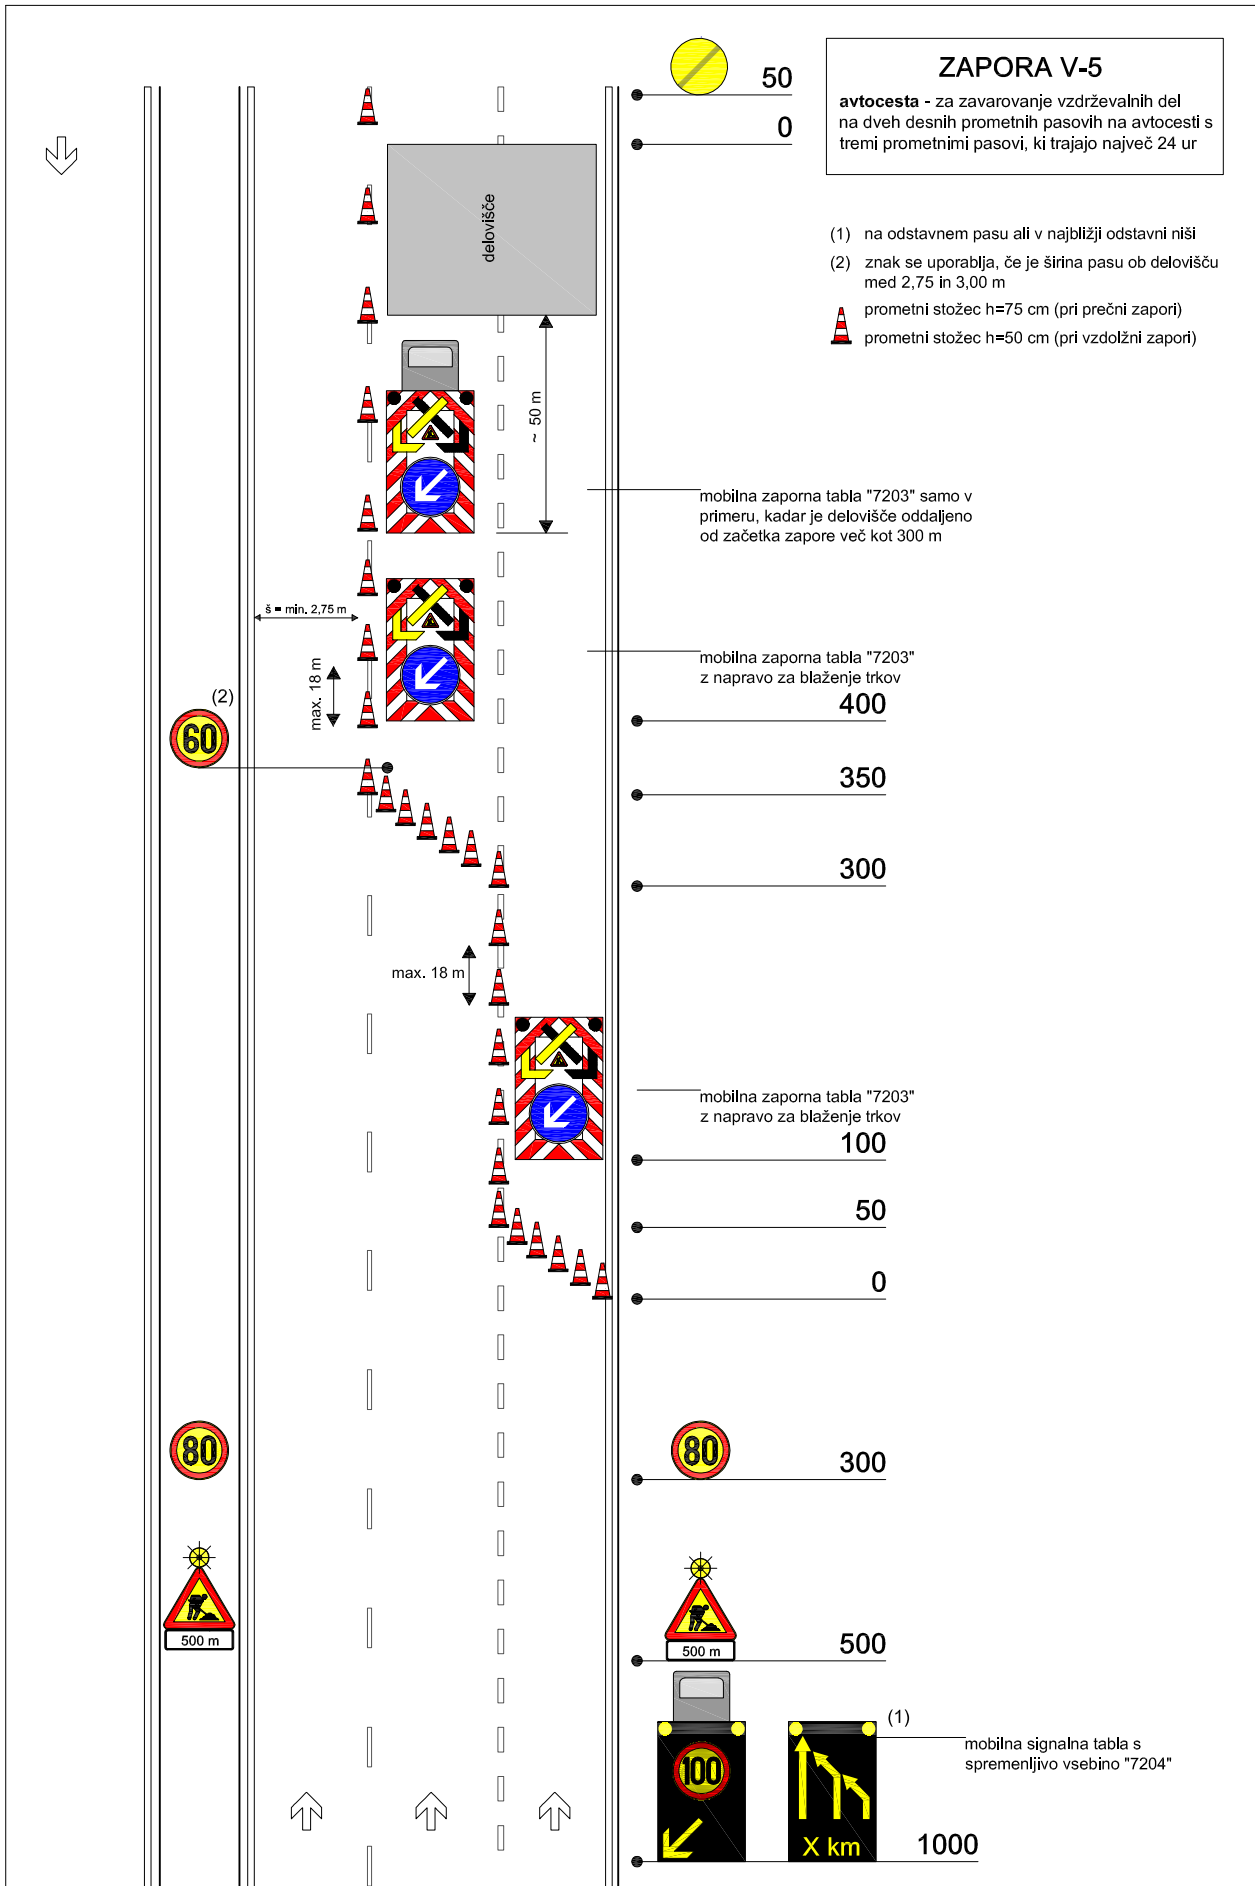 ZAPORA V-5
avtocesta - za zavarovanje vzdrževalnih del
na dveh desnih prometnih pasovih na avtocesti s
tremi prometnimi pasovi, ki trajajo največ 24 ur
50
0
(1) na odstavnem pasu ali v najbližji odstavni niši
(2) znak se uporablja, če je širina pasu ob delovišču
med 2,75 in 3,00 m
prometni stožec h=75 cm (pri prečni zapori)
prometni stožec h=50 cm (pri vzdolžni zapori)
delovišče
~ 50 m
mobilna zaporna tabla "7203" samo v
primeru, kadar je delovišče oddaljeno
od začetka zapore več kot 300 m
š = min. 2,75 m
mobilna zaporna tabla "7203"
z napravo za blaženje trkov
max. 18 m
(2)
60
400
350
300
max. 18 m
mobilna zaporna tabla "7203"
z napravo za blaženje trkov
100
50
0
80
80
300
500 m
500 m
500
(1)
mobilna signalna tabla s
spremenljivo vsebino "7204"
100
X km
1000